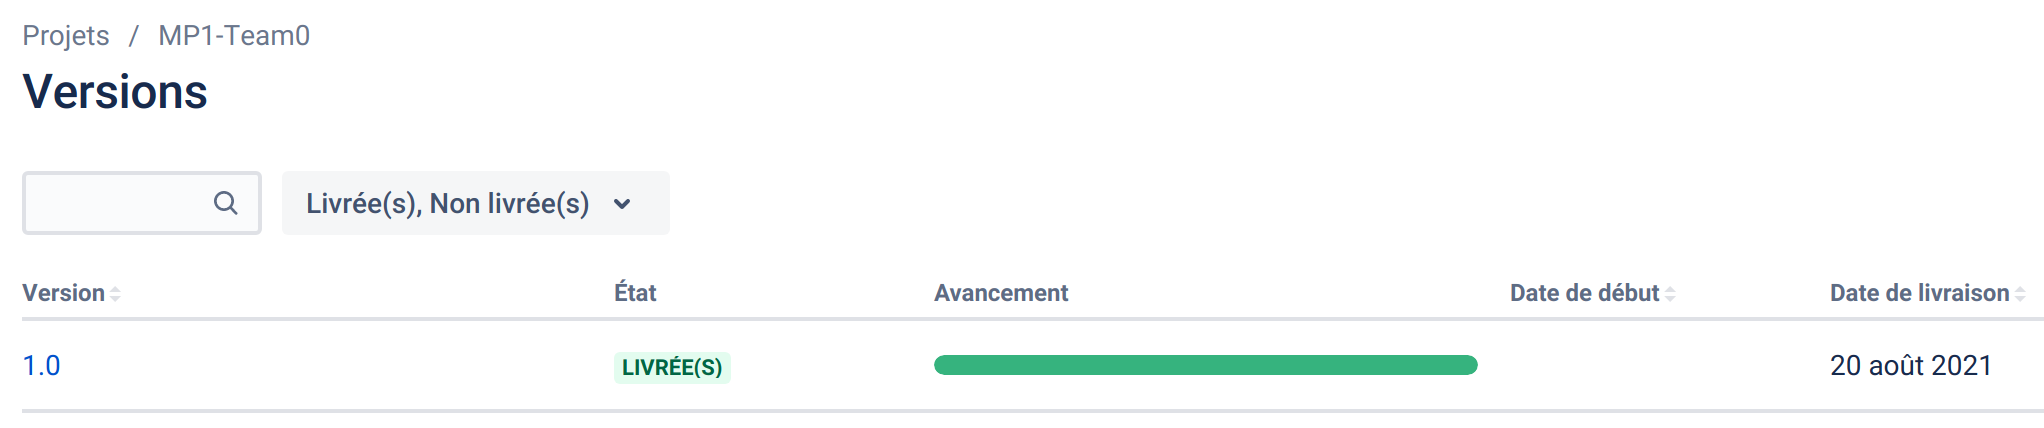 Projets / MP1-Team0
Versions
Livrée(s), Non livrée(s)
Version État Avancement Date de début Date de livraison
1.0 LIVRÉE(S) 20 août 2021